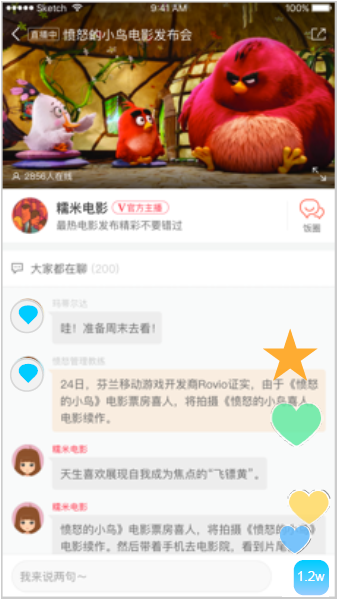 Sketch 9:41 AM 100%
直播中 愤怒的小鸟电影发布会
2856人在线
糯米电影 V官方主播
最热电影发布精彩不要错过
饭圈
大家都在聊 (200)
玛蒂尔达
哇！准备周末去看！
愤怒管理教练
24日，芬兰移动游戏开发商Rovio证实，由于《愤怒
的小鸟》电影票房喜人，将拍摄《愤怒的小鸟喜人
电影续作。
糯米电影
天生喜欢展现自我成为焦点的“飞镖黄”。
糯米电影
愤怒的小鸟》电影票房喜人，将拍摄《愤怒的小
电影续作。然后带着手机去电影院，看到片尾
我来说两句～
1.2w